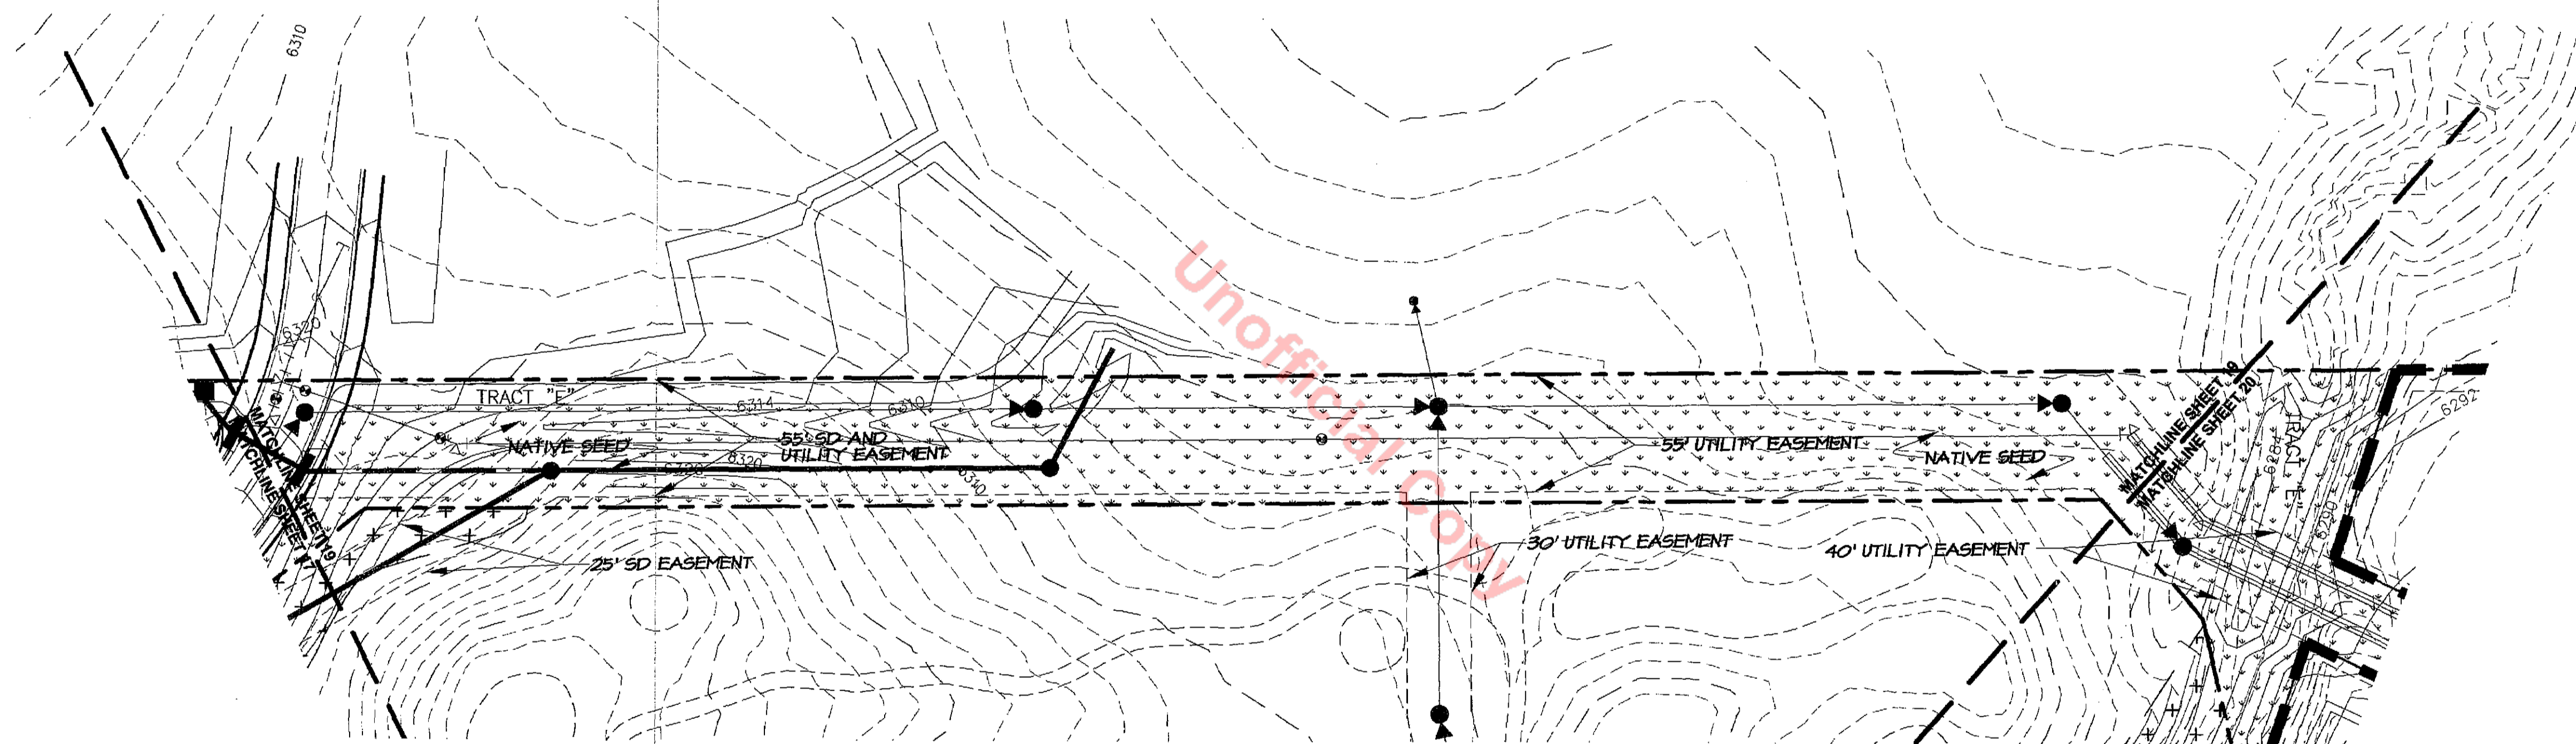 6310
6320
TRACT "E"
6314
6310
NATIVE SEED
55' SD AND
UTILITY EASEMENT
6320
6320
6310
MATCHLINE SHEET 19
MATCHLINE SHEET
25' SD EASEMENT
Unofficial Copy
55' UTILITY EASEMENT
NATIVE SEED
30' UTILITY EASEMENT
40' UTILITY EASEMENT
MATCHLINE SHEET 19
MATCHLINE SHEET 20
TRACT "E"
6284
6290
6292